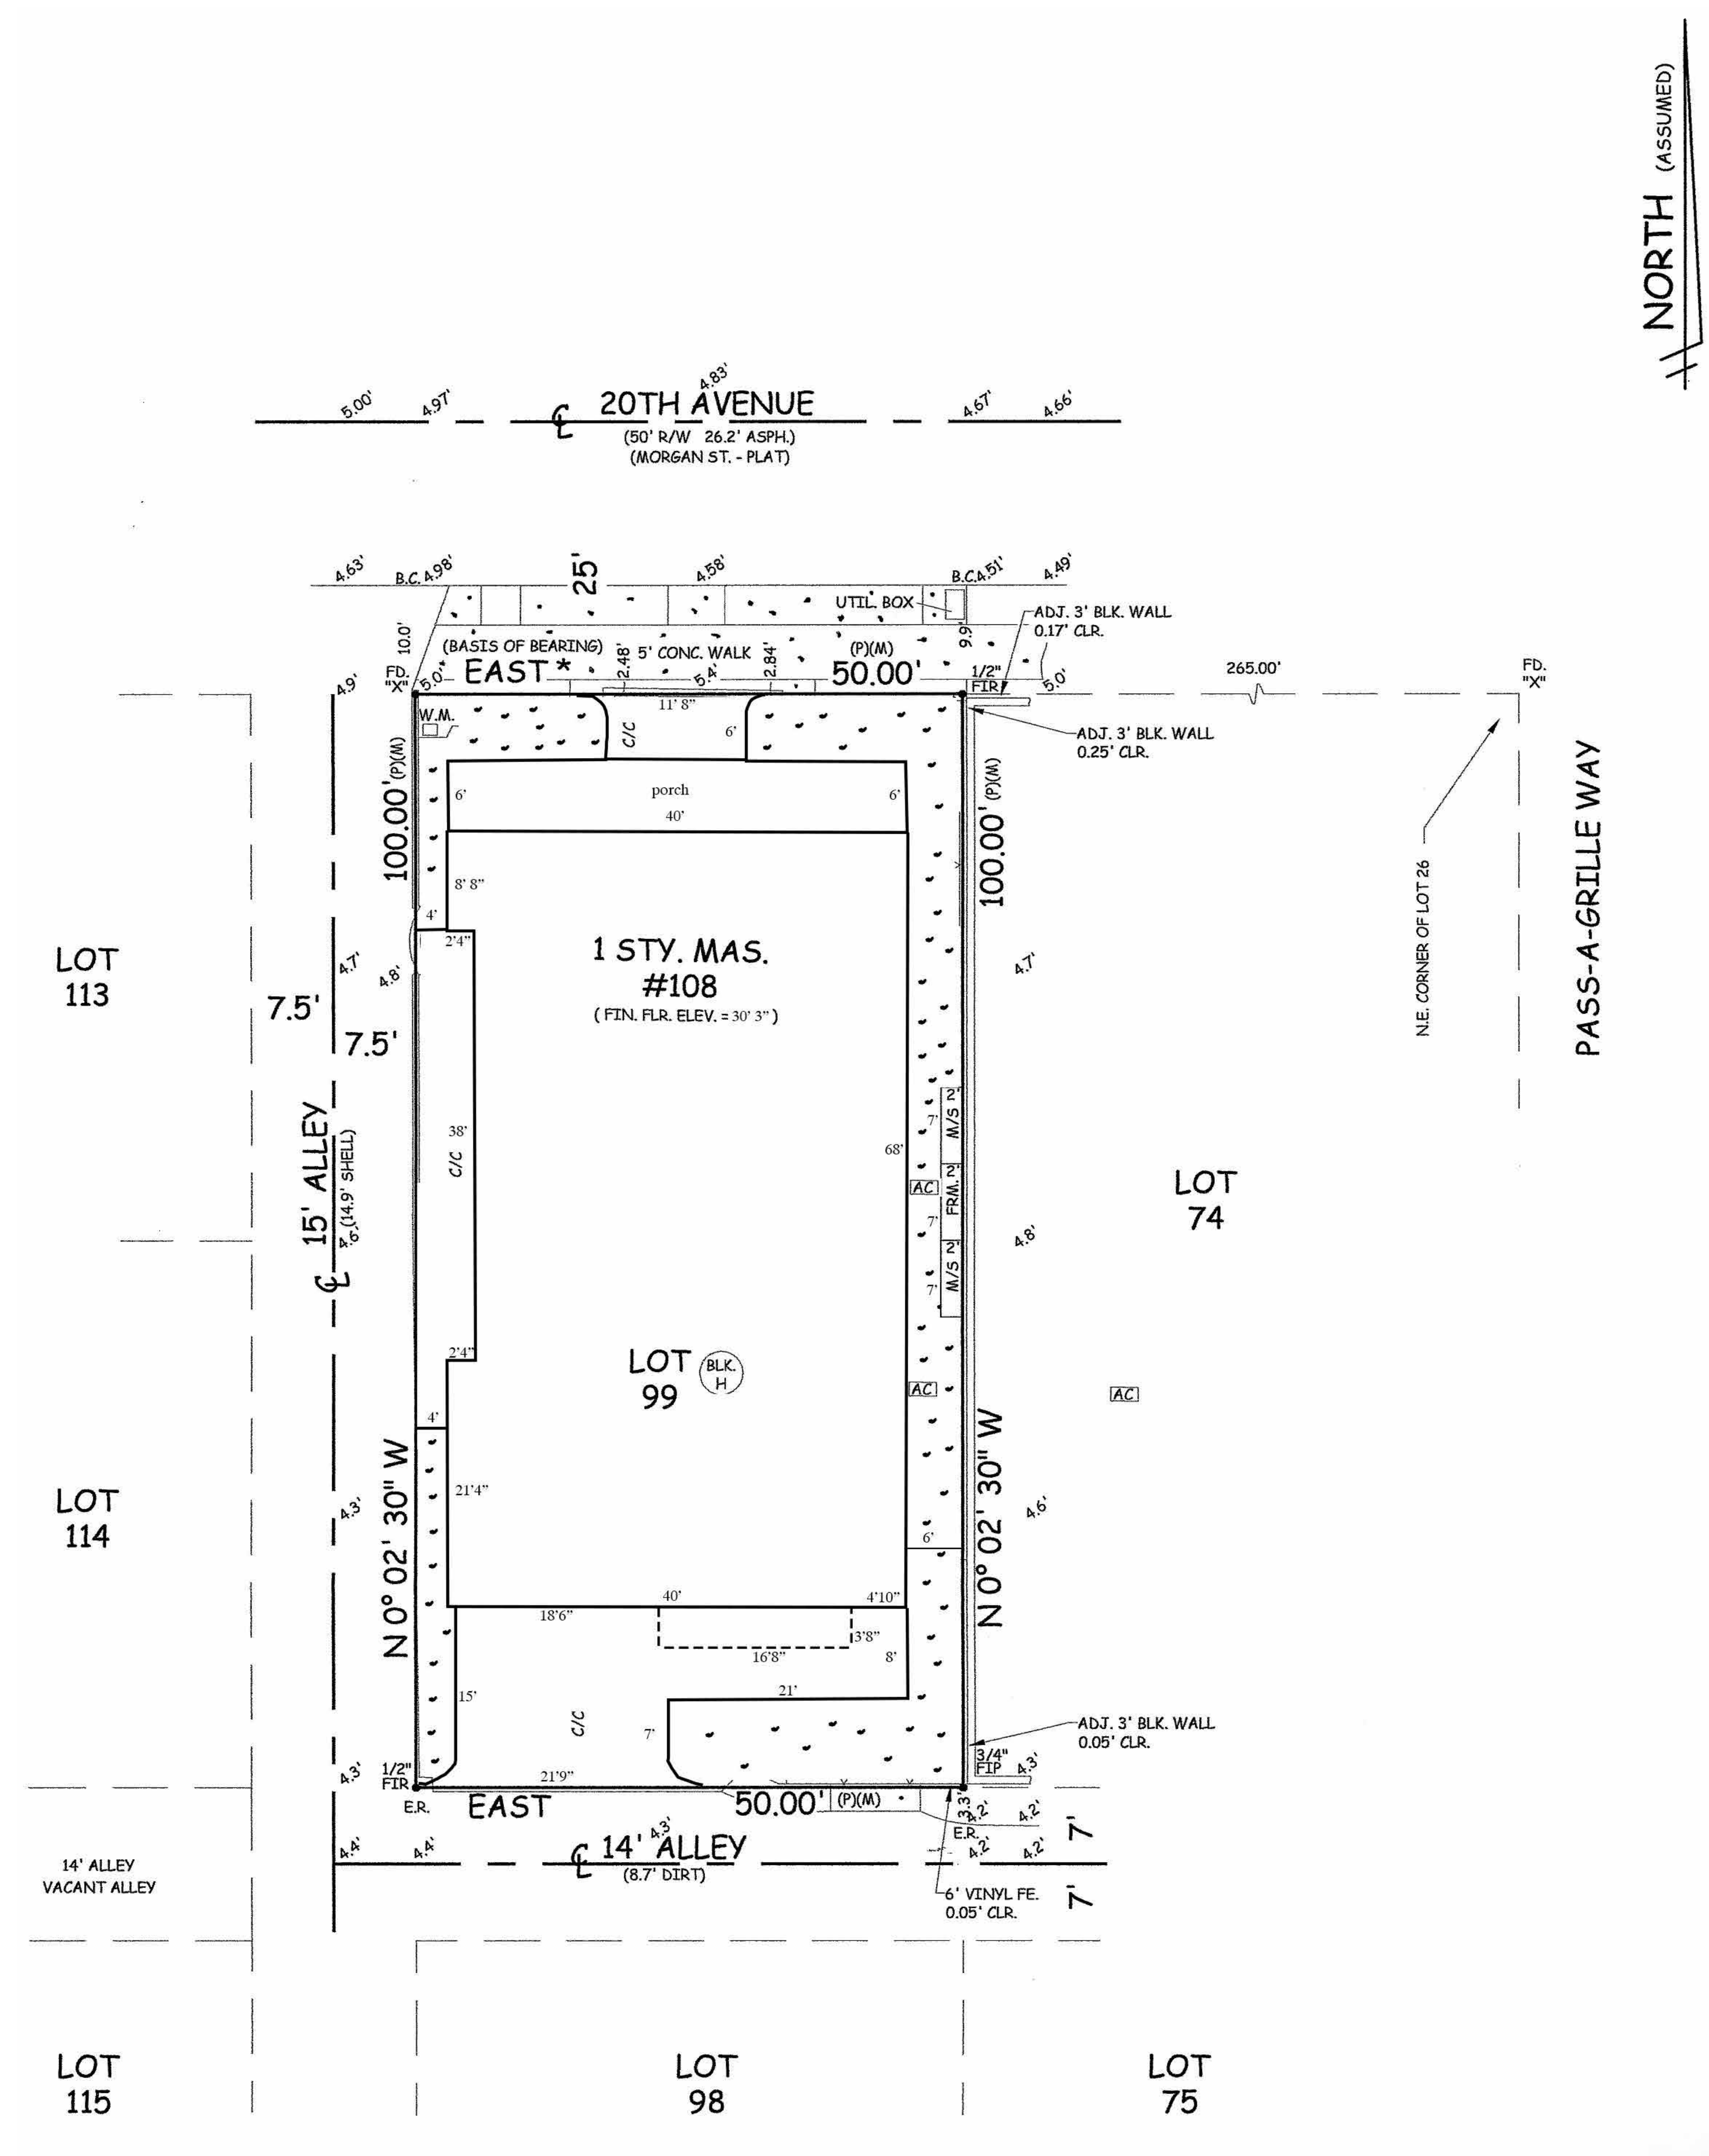 NORTH (ASSUMED)
5.00'
4.97'
4.83'
4.67'
4.66'
℄ 20TH AVENUE
(50' R/W 26.2' ASPH.)
(MORGAN ST. - PLAT)
4.63'
B.C. 4.98'
25'
4.58'
B.C. 4.51'
4.49'
UTIL. BOX
ADJ. 3' BLK. WALL
0.17' CLR.
10.0'
(BASIS OF BEARING)
2.48'
5' CONC. WALK
2.84'
(P)(M)
9.9'
4.9'
FD.
"X"
5.0'
EAST *
5.4'
50.00'
1/2"
FIR
5.0'
265.00'
FD.
"X"
W.M.
11' 8"
C/C
6'
ADJ. 3' BLK. WALL
0.25' CLR.
100.00' (P)(M)
6'
porch
6'
40'
100.00' (P)(M)
8' 8"
4'
2'4"
1 STY. MAS.
#108
( FIN. FLR. ELEV. = 30' 3" )
N.E. CORNER OF LOT 26
PASS-A-GRILLE WAY
LOT
113
4.7'
4.8'
4.7'
7.5'
7.5'
15' ALLEY
(14.9' SHELL)
℄
38'
C/C
68'
7'
M/S 2'
AC
FRM. 2'
7'
M/S 2'
7'
LOT
74
4.8'
2'4"
LOT
99
BLK.
H
AC
AC
4'
N 0° 02' 30" W
N 0° 02' 30" W
LOT
114
4.3'
21'4"
4.6'
6'
40'
4'10"
18'6"
3'8"
16'8"
8'
15'
21'
C/C
7'
ADJ. 3' BLK. WALL
0.05' CLR.
4.3'
1/2"
FIR
21'9"
3/4"
FIP
4.3'
E.R.
EAST
50.00' (P)(M)
3.3'
4.2'
4.2'
7'
4.3'
E.R.
4.4'
4.4'
℄ 14' ALLEY
4.2'
4.2'
(8.7' DIRT)
14' ALLEY
VACANT ALLEY
6' VINYL FE.
0.05' CLR.
7'
LOT
115
LOT
98
LOT
75